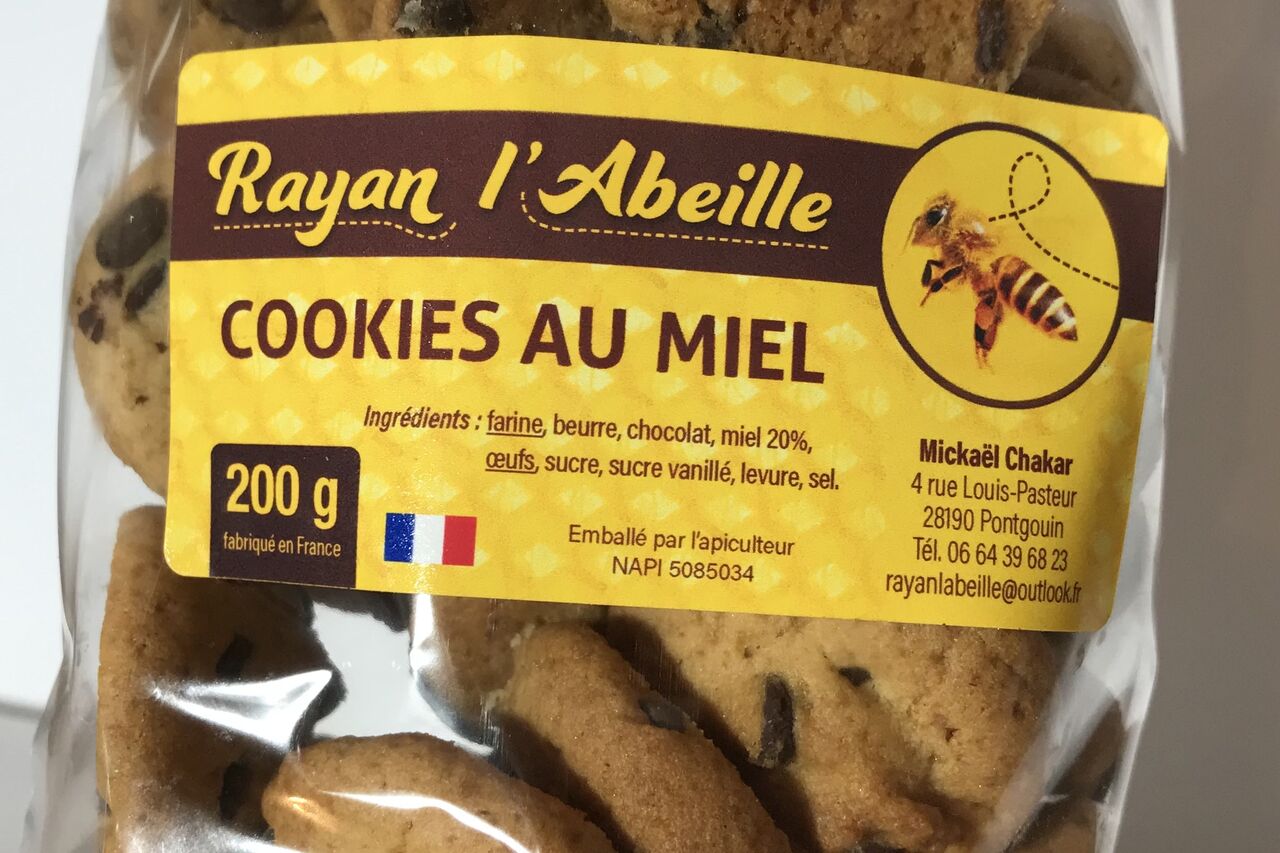 Rayan l'Abeille
COOKIES AU MIEL
Ingrédients : farine, beurre, chocolat, miel 20%,
œufs, sucre, sucre vanillé, levure, sel.
200 g
fabriqué en France
Emballé par l'apiculteur
NAPI 5085034
Mickaël Chakar
4 rue Louis-Pasteur
28190 Pontgouin
Tél. 06 64 39 68 23
rayanlabeille@outlook.fr